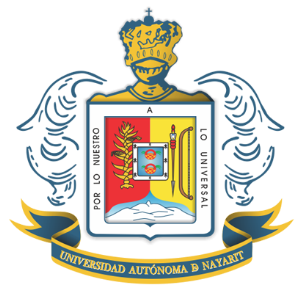 POR LO NUESTRO A LO UNIVERSAL
UNIVERSIDAD AUTÓNOMA D NAYARIT